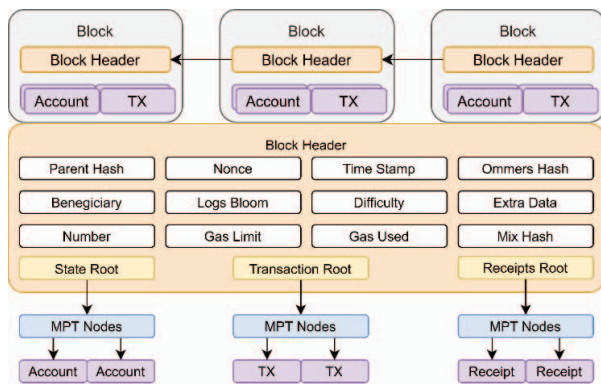 Block Block Block
Block Header Block Header Block Header
Account TX Account TX Account TX
Block Header
Parent Hash Nonce Time Stamp Ommers Hash
Benegiciary Logs Bloom Difficulty Extra Data
Number Gas Limit Gas Used Mix Hash
State Root Transaction Root Receipts Root
MPT Nodes MPT Nodes MPT Nodes
Account Account TX TX Receipt Receipt